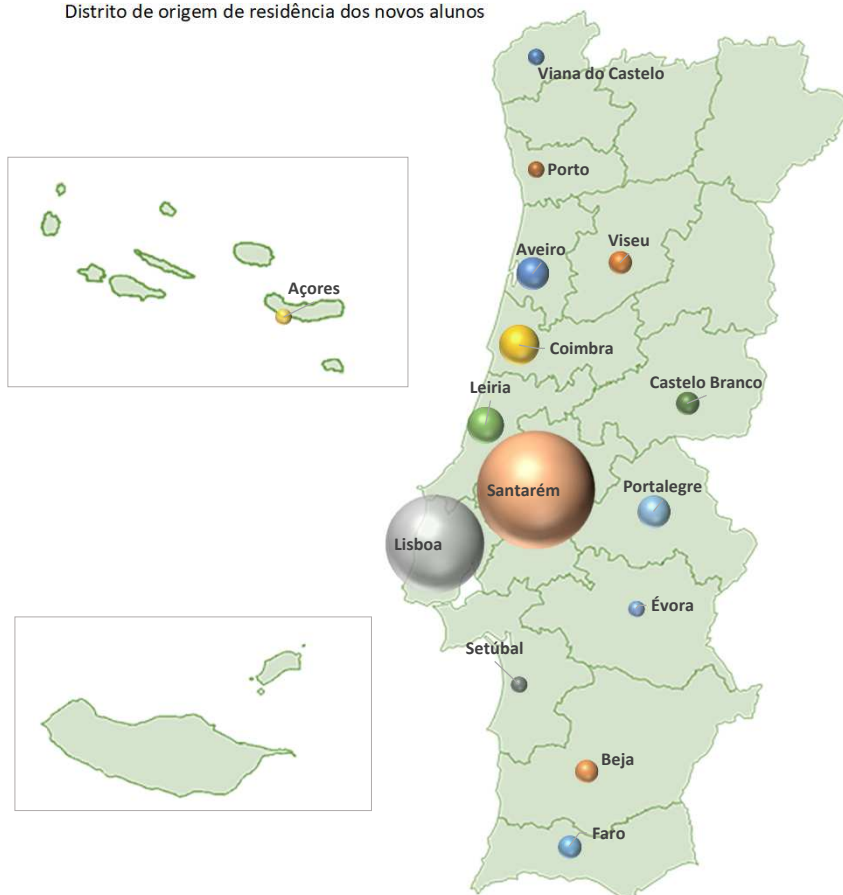 Distrito de origem de residência dos novos alunos
Viana do Castelo
Porto
Viseu
Aveiro
Açores
Coimbra
Castelo Branco
Leiria
Portalegre
Santarém
Lisboa
Évora
Setúbal
Beja
Faro